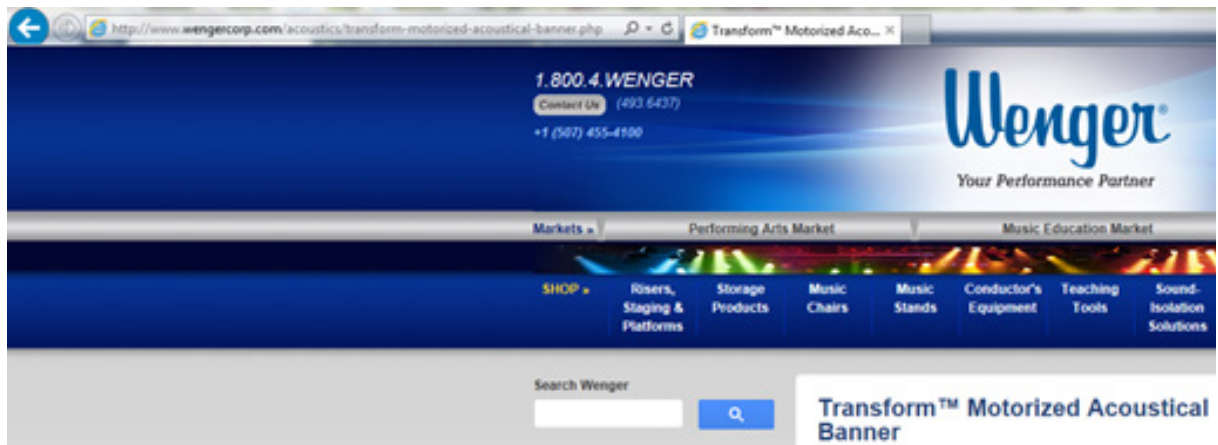 http://www.wengercorp.com/acoustics/transform-motorized-acoustical-banner.php
Transform™ Motorized Aco...
1.800.4.WENGER
Contact Us (493.6437)
+1 (507) 455-4100
Wenger®
Your Performance Partner
Markets » Performing Arts Market Music Education Market
SHOP »
Risers,
Staging &
Platforms
Storage
Products
Music
Chairs
Music
Stands
Conductor's
Equipment
Teaching
Tools
Sound-
Isolation
Solutions
Search Wenger
Transform™ Motorized Acoustical
Banner